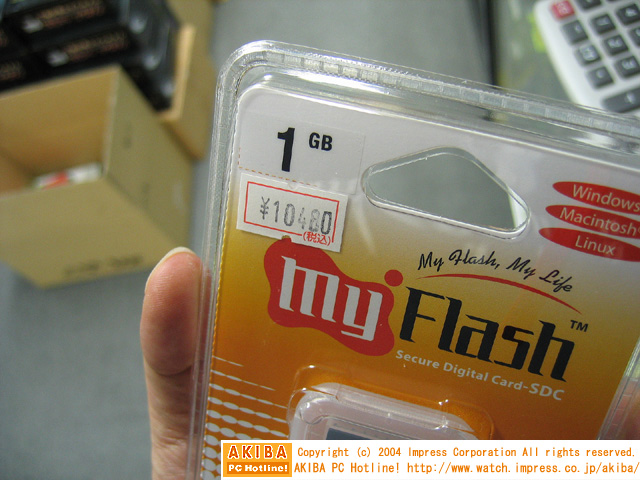 1 GB
¥10480
(税込)
Windows
Macintosh
Linux
My Flash, My Life
my Flash™
Secure Digital Card-SDC
AKIBA
PC Hotline!
Copyright (c) 2004 Impress Corporation All rights reserved.
AKIBA PC Hotline! http://www.watch.impress.co.jp/akiba/